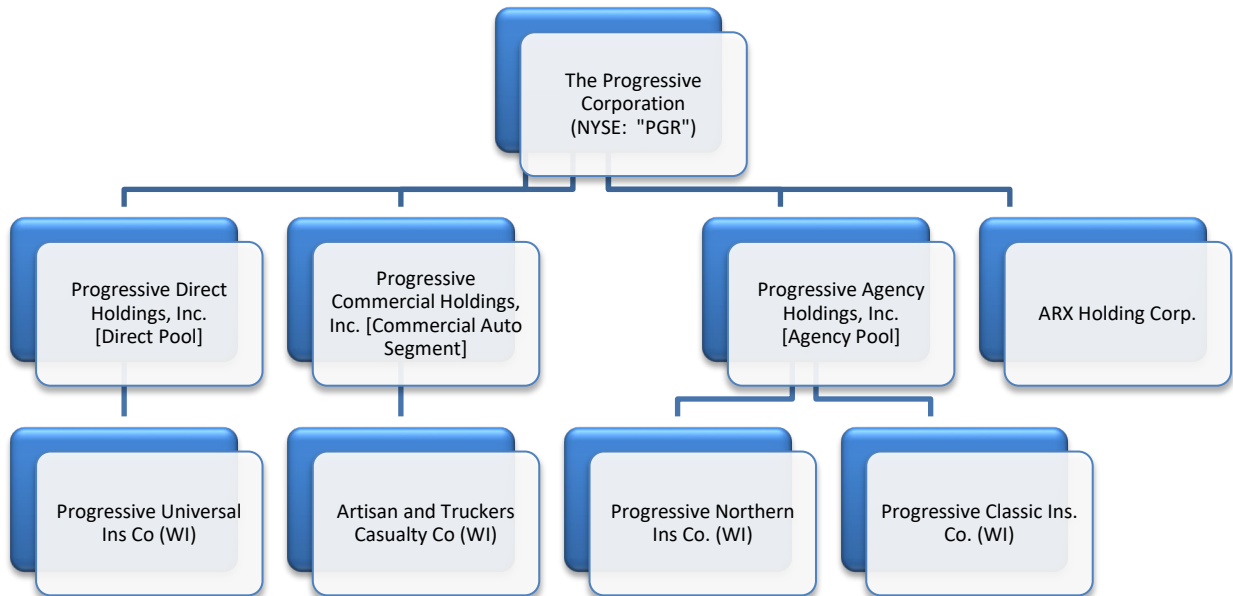 The Progressive
Corporation
(NYSE:  "PGR")
Progressive Direct
Holdings, Inc.
[Direct Pool]
Progressive
Commercial Holdings,
Inc. [Commercial Auto
Segment]
Progressive Agency
Holdings, Inc.
[Agency Pool]
ARX Holding Corp.
Progressive Universal
Ins Co (WI)
Artisan and Truckers
Casualty Co (WI)
Progressive Northern
Ins Co. (WI)
Progressive Classic Ins.
Co. (WI)